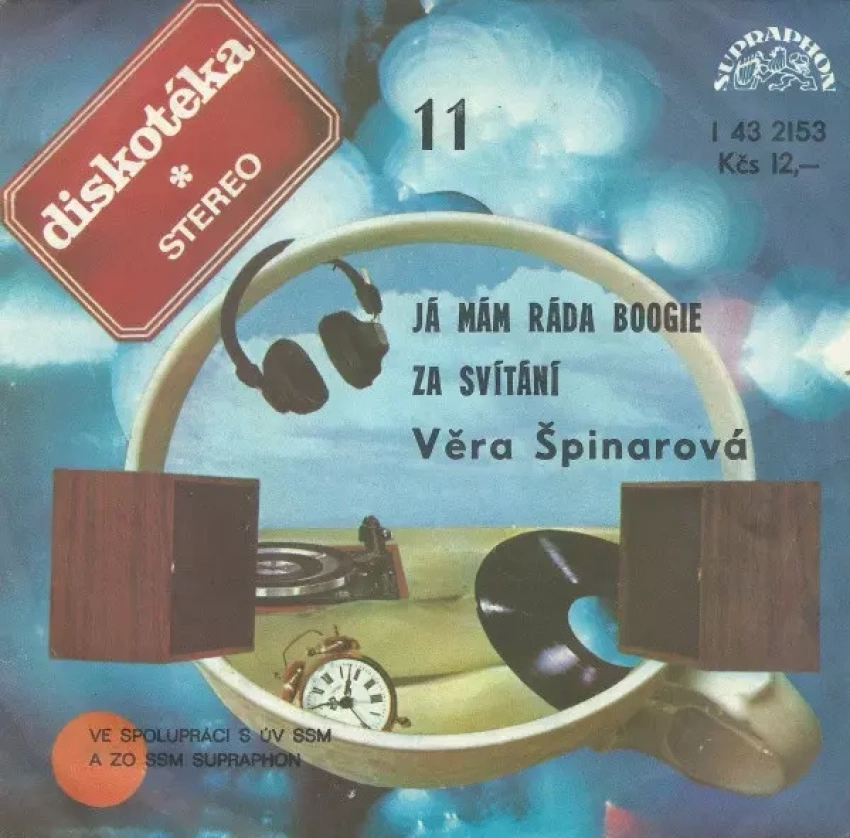 diskotéka
*
STEREO
11
SUPRAPHON
1 43 2153
Kčs 12,–
JÁ MÁM RÁDA BOOGIE
ZA SVÍTÁNÍ
Věra Špinarová
VE SPOLUPRÁCI S ÚV SSM
A ZO SSM SUPRAPHON